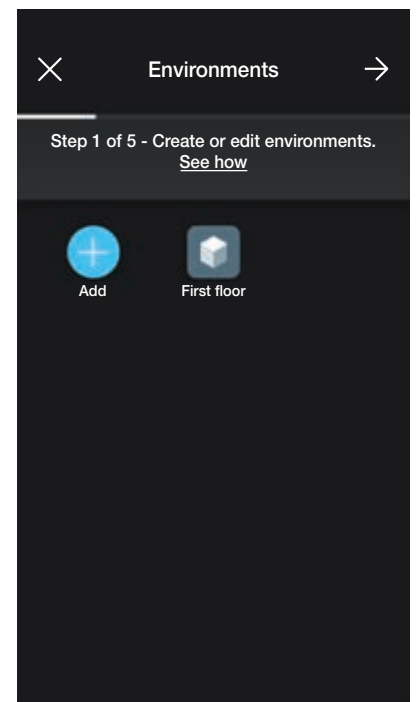 Environments
Step 1 of 5 - Create or edit environments.
See how
Add
First floor